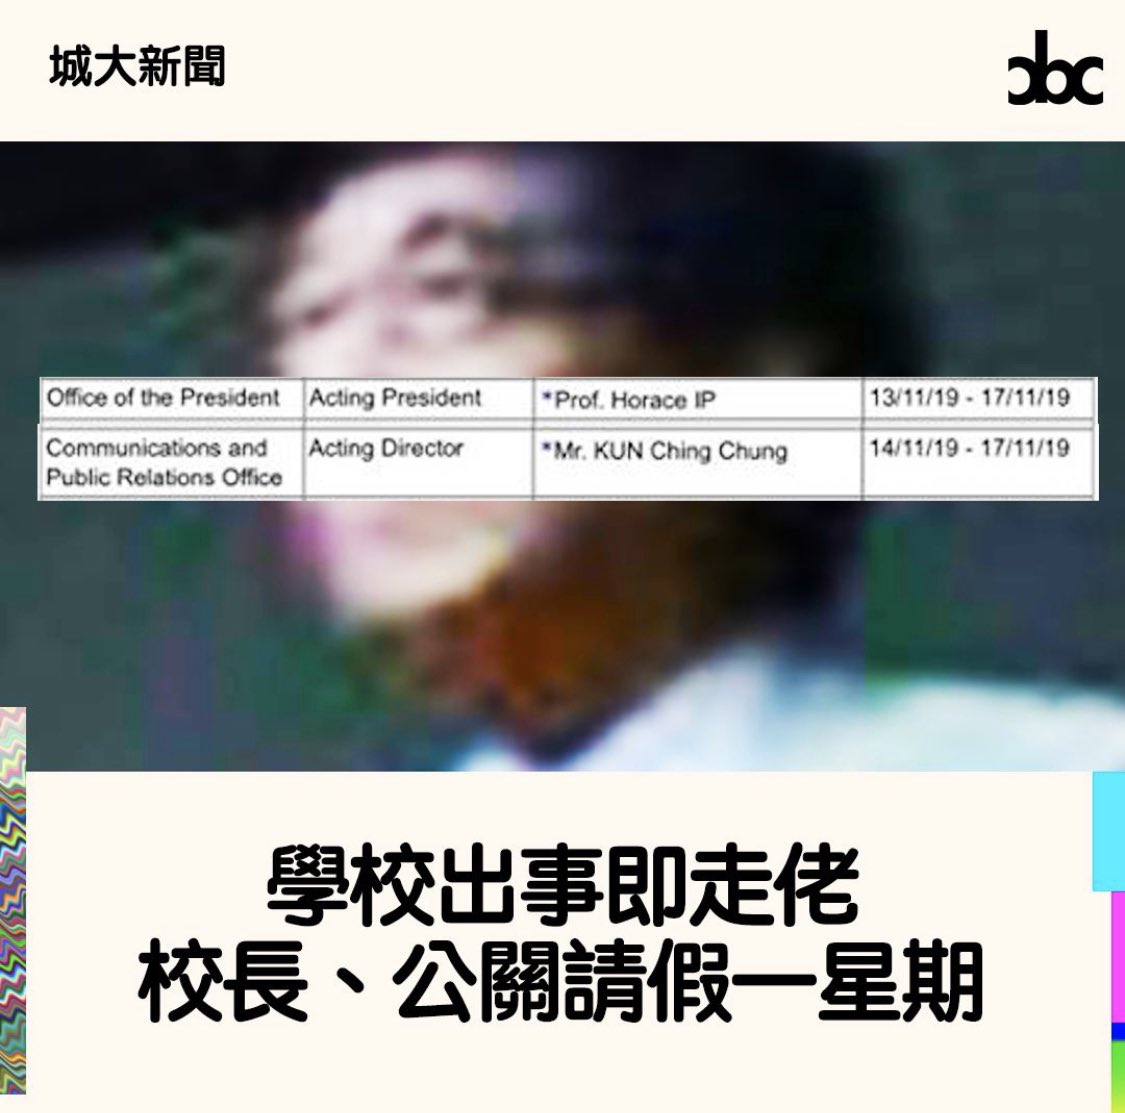 城大新聞
cbc
Office of the President Acting President *Prof. Horace IP 13/11/19 - 17/11/19
Communications and Acting Director *Mr. KUN Ching Chung 14/11/19 - 17/11/19
Public Relations Office
學校出事即走佬
校長、公關請假一星期